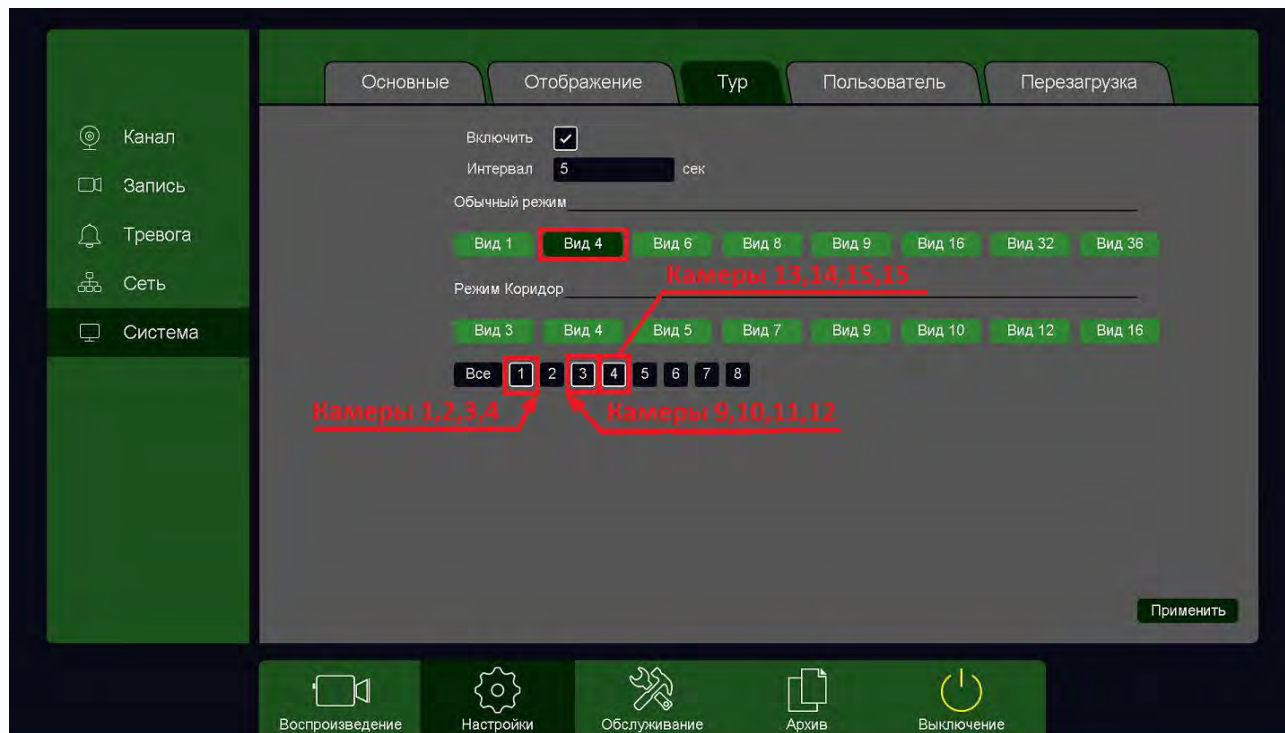 Основные Отображение Тур Пользователь Перезагрузка
Канал
Запись
Тревога
Сеть
Система
Включить
Интервал 5 сек
Обычный режим
Вид 1 Вид 4 Вид 6 Вид 8 Вид 9 Вид 16 Вид 32 Вид 36
Камеры 13,14,15,15
Режим Коридор
Вид 3 Вид 4 Вид 5 Вид 7 Вид 9 Вид 10 Вид 12 Вид 16
Все 1 2 3 4 5 6 7 8
Камеры 1,2,3,4 Камеры 9,10,11,12
Применить
Воспроизведение Настройки Обслуживание Архив Выключение